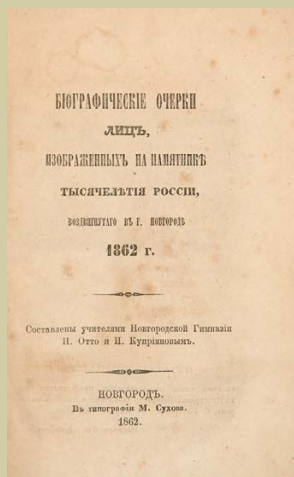 БІОГРАФИЧЕСКІЕ ОЧЕРКИ
ЛИЦЪ,
ИЗОБРАЖЕННЫХЪ НА ПАМЯТНИКѢ
ТЫСЯЧЕЛѢТІЯ РОССІИ,
ВОЗДВИГНУТАГО ВЪ Г. НОВГОРОДѢ
1862 г.
Составлены учителями Новгородской Гимназіи
Н. Отто и И. Купріяновымъ.
НОВГОРОДЪ.
Въ типографіи М. Сухова.
1862.